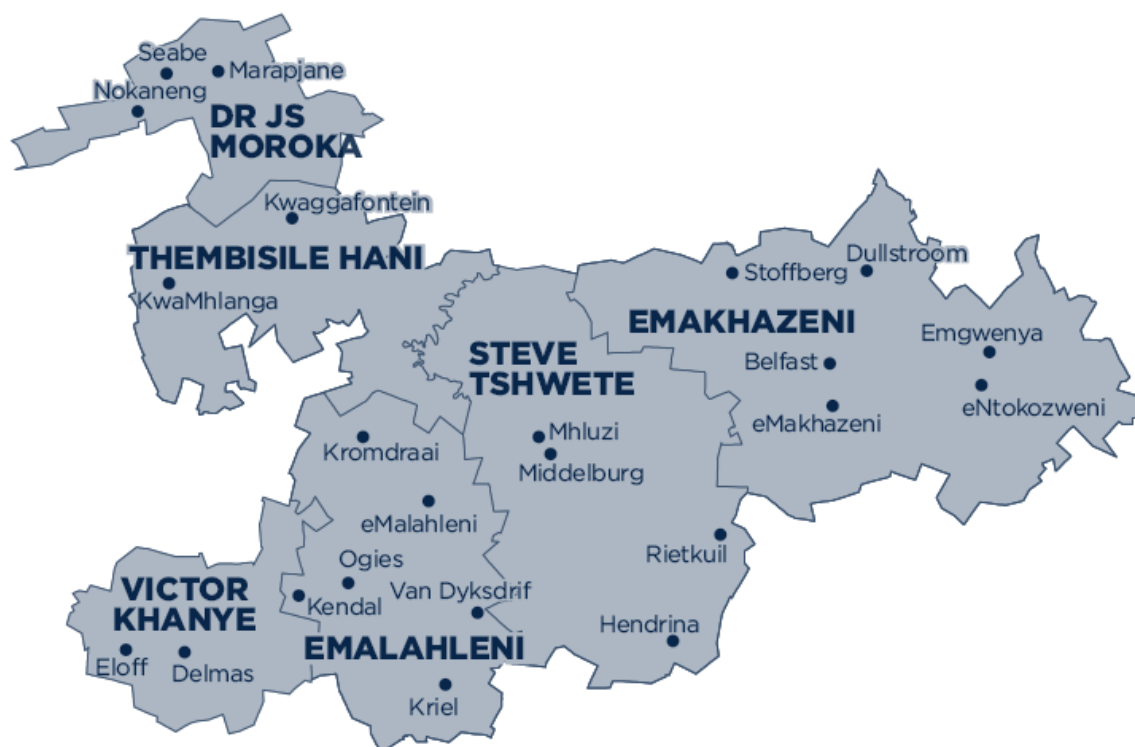 Seabe
Marapjane
Nokaneng
DR JS
MOROKA
Kwaggafontein
THEMBISILE HANI
KwaMhlanga
Dullstroom
Stoffberg
EMAKHAZENI
Emgwenya
STEVE
TSHWETE
Belfast
eNtokozweni
eMakhazeni
Mhluzi
Kromdraai
Middelburg
eMalahleni
Rietkuil
Ogies
VICTOR
KHANYE
Van Dyksdrif
Kendal
Hendrina
EMALAHLENI
Eloff
Delmas
Kriel